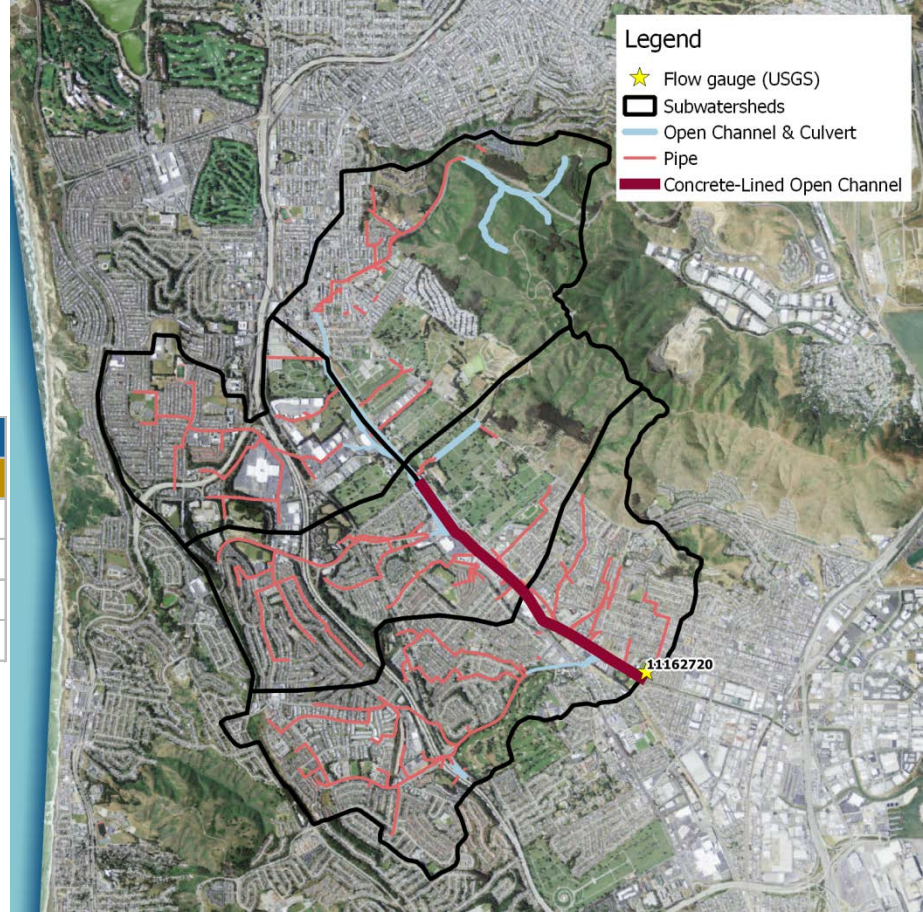 Legend
Flow gauge (USGS)
Subwatersheds
Open Channel & Culvert
Pipe
Concrete-Lined Open Channel
11162720